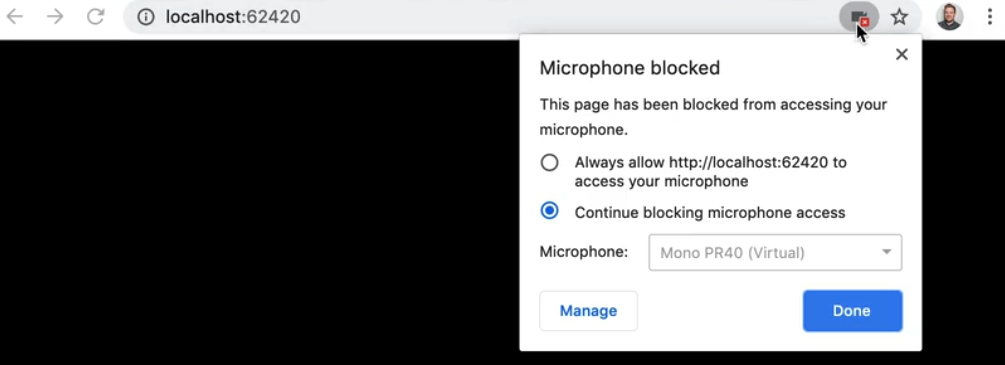 localhost:62420
Microphone blocked
This page has been blocked from accessing your
microphone.
Always allow http://localhost:62420 to
access your microphone
Continue blocking microphone access
Microphone: Mono PR40 (Virtual)
Manage Done